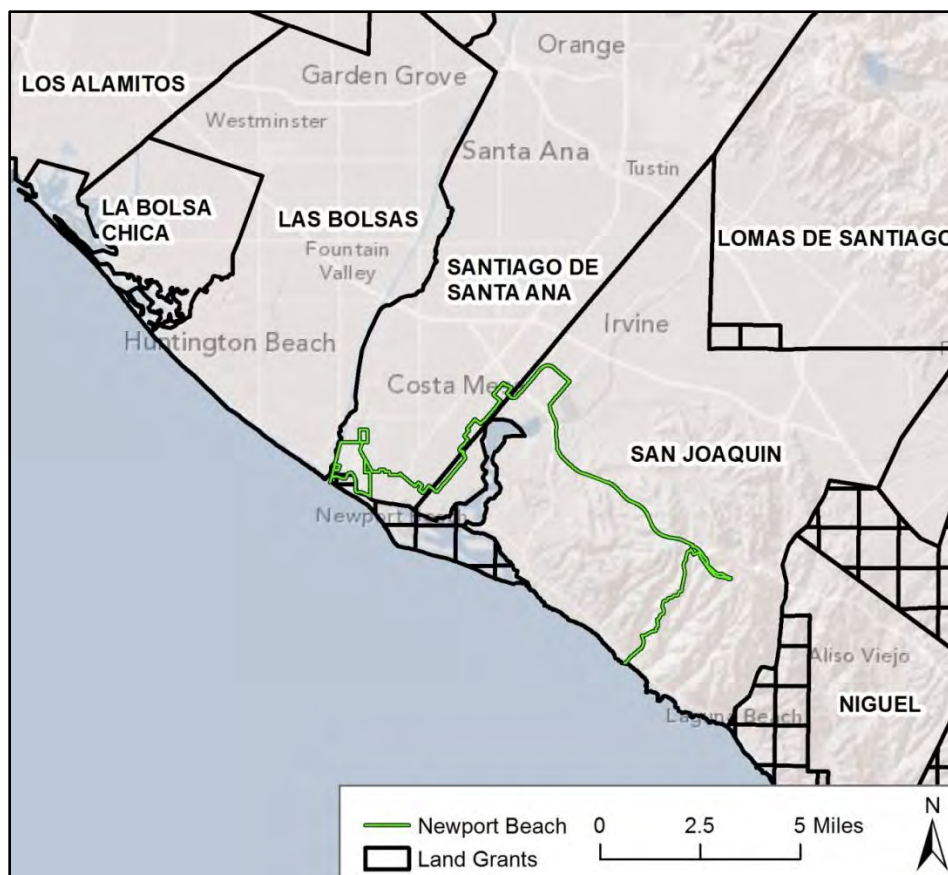 Orange
Garden Grove
LOS ALAMITOS
Westminster
Santa Ana
Tustin
LA BOLSA
CHICA
LAS BOLSAS
Fountain
Valley
LOMAS DE SANTIAGO
SANTIAGO DE
SANTA ANA
Irvine
Huntington Beach
Costa Me
SAN JOAQUIN
Newport Beach
Aliso Viejo
NIGUEL
Laguna Beach
N
Newport Beach
0 2.5 5 Miles
Land Grants